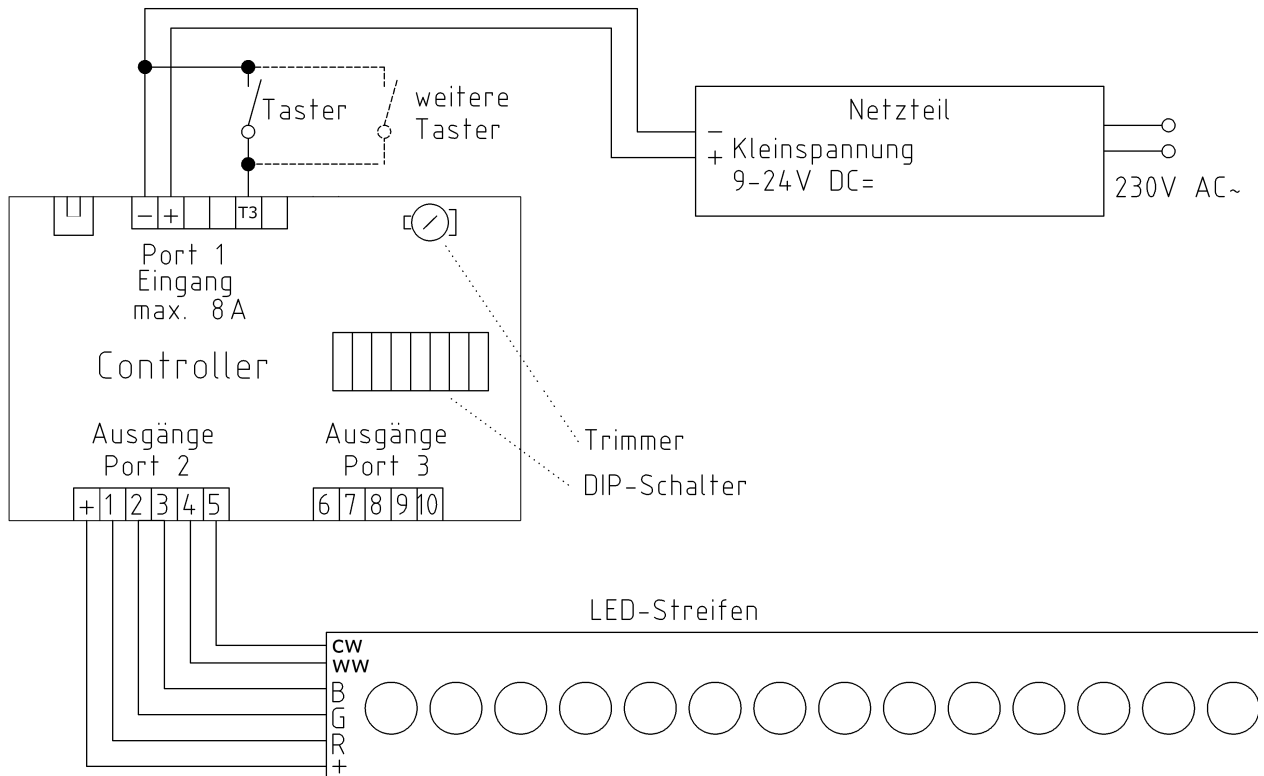 Taster
weitere
Taster
Netzteil
−
+
Kleinspannung
9-24V DC=
230V AC~
−
+
T3
Port 1
Eingang
max. 8A
Controller
Ausgänge
Port 2
Ausgänge
Port 3
Trimmer
DIP-Schalter
+ 1 2 3 4 5
6 7 8 9 10
LED-Streifen
CW
WW
B
G
R
+